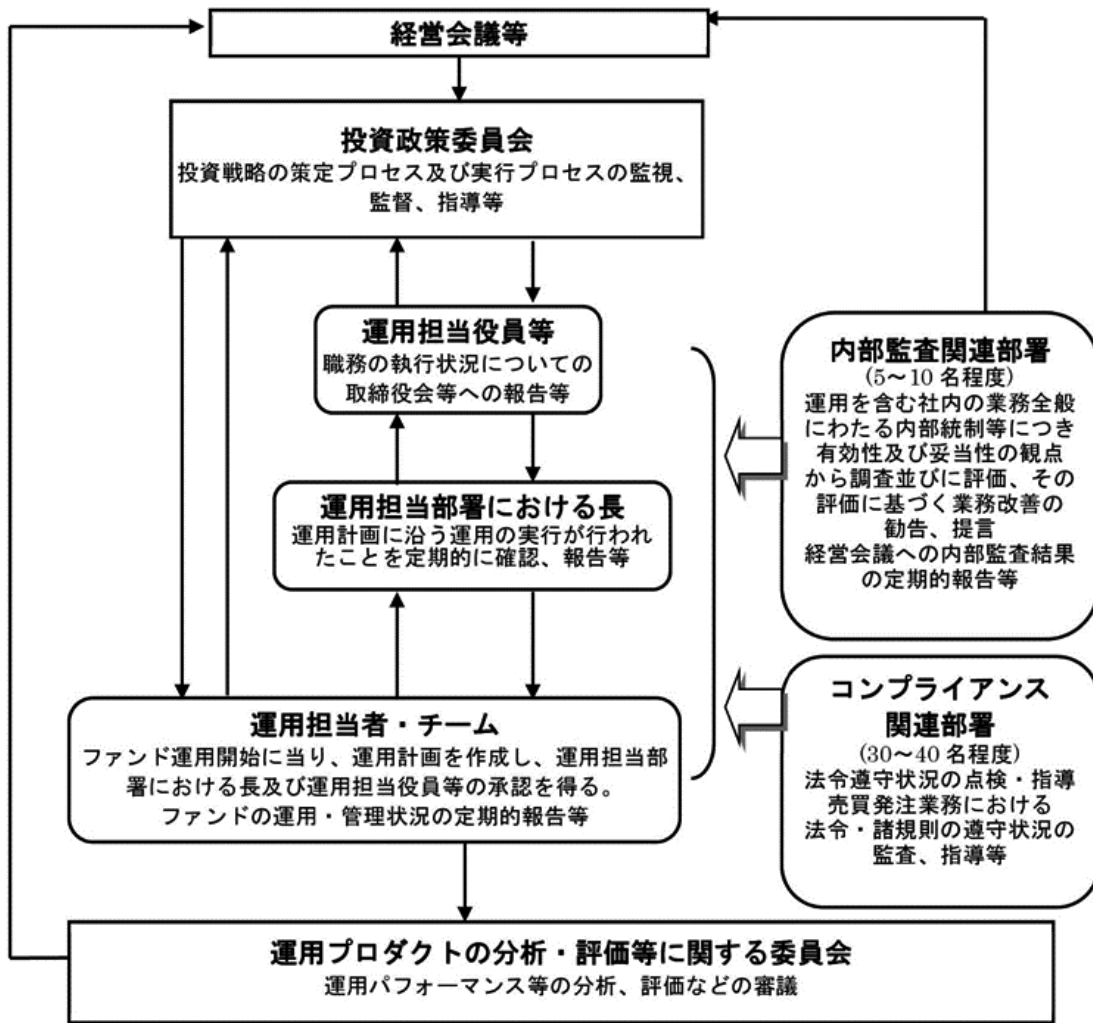 経営会議等
投資政策委員会
投資戦略の策定プロセス及び実行プロセスの監視、
監督、指導等
運用担当役員等
職務の執行状況についての
取締役会等への報告等
運用担当部署における長
運用計画に沿う運用の実行が行われ
たことを定期的に確認、報告等
運用担当者・チーム
ファンド運用開始に当り、運用計画を作成し、運用担当部
署における長及び運用担当役員等の承認を得る。
ファンドの運用・管理状況の定期的報告等
内部監査関連部署
(5～10 名程度)
運用を含む社内の業務全般
にわたる内部統制等につき
有効性及び妥当性の観点
から調査並びに評価、その
評価に基づく業務改善の
勧告、提言
経営会議への内部監査結果
の定期的報告等
コンプライアンス
関連部署
(30～40 名程度)
法令遵守状況の点検・指導
売買発注業務における
法令・諸規則の遵守状況の
監査、指導等
運用プロダクトの分析・評価等に関する委員会
運用パフォーマンス等の分析、評価などの審議